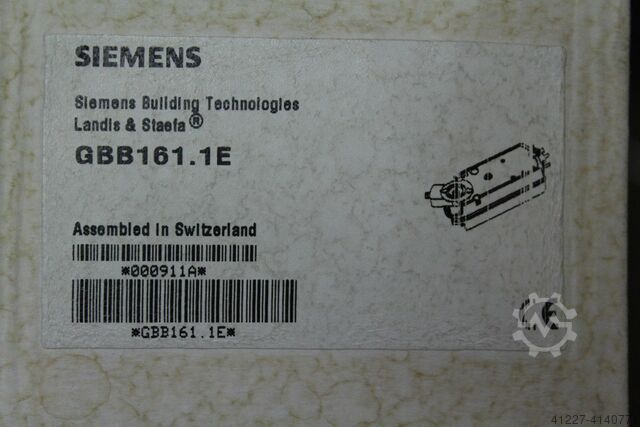 SIEMENS
Siemens Building Technologies
Landis & Staefa®
GBB161.1E
Assembled in Switzerland
*000911A*
*GBB161.1E*
41227-414077